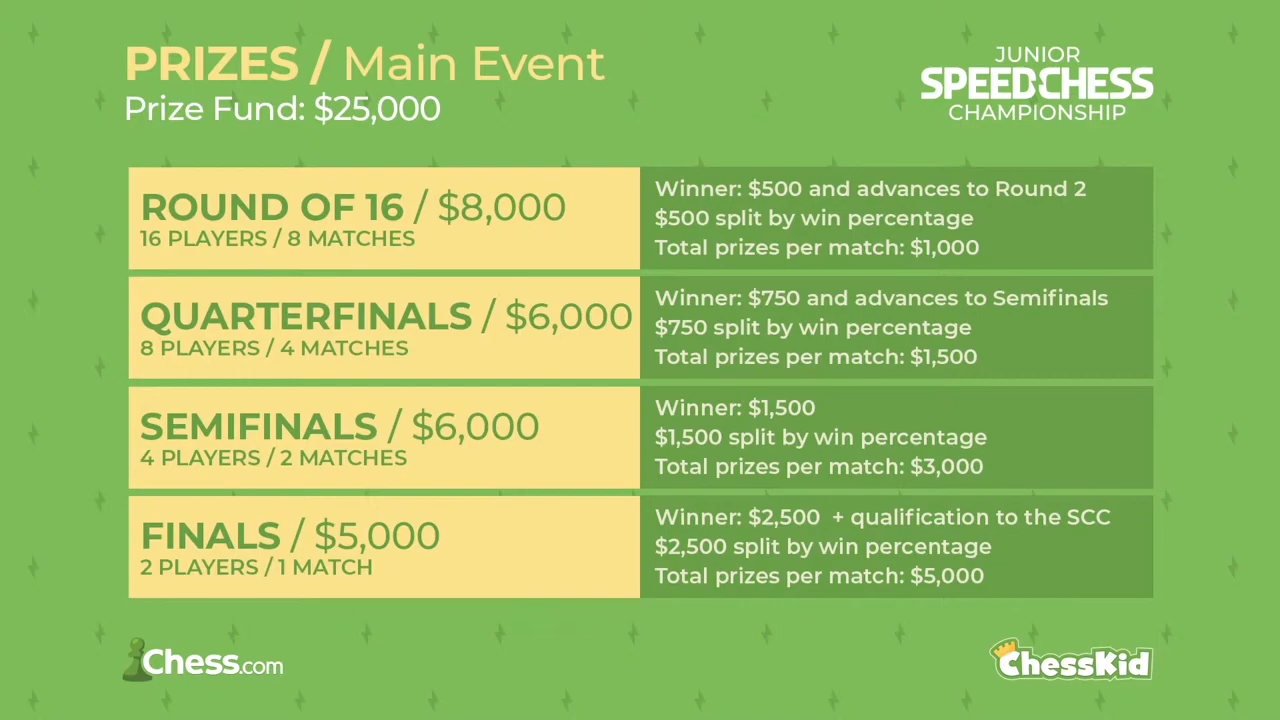 PRIZES / Main Event
Prize Fund: $25,000
JUNIOR
SPEED CHESS
CHAMPIONSHIP
ROUND OF 16 / $8,000
16 PLAYERS / 8 MATCHES
Winner: $500 and advances to Round 2
$500 split by win percentage
Total prizes per match: $1,000
QUARTERFINALS / $6,000
8 PLAYERS / 4 MATCHES
Winner: $750 and advances to Semifinals
$750 split by win percentage
Total prizes per match: $1,500
SEMIFINALS / $6,000
4 PLAYERS / 2 MATCHES
Winner: $1,500
$1,500 split by win percentage
Total prizes per match: $3,000
FINALS / $5,000
2 PLAYERS / 1 MATCH
Winner: $2,500 + qualification to the SCC
$2,500 split by win percentage
Total prizes per match: $5,000
Chess.com
ChessKid